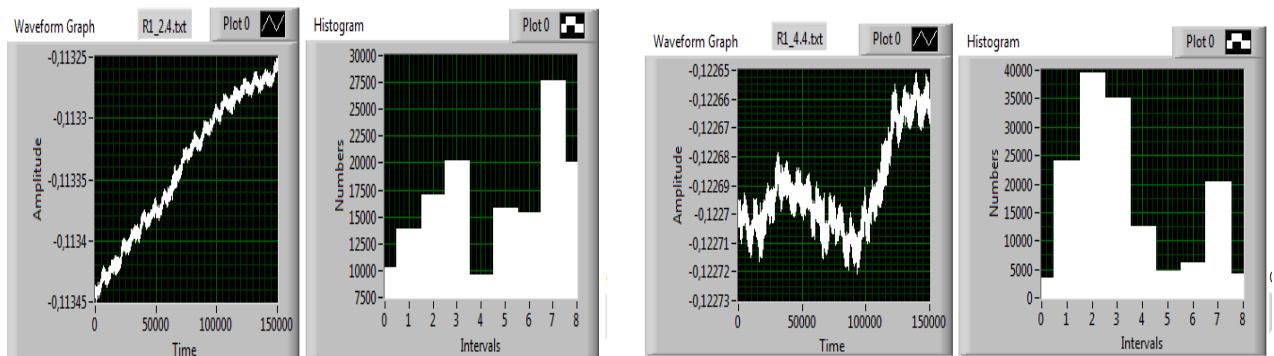 Waveform Graph
R1_2.4.txt
Plot 0
-0,11325
-0,1133
-0,11335
-0,1134
-0,11345
Amplitude
0
50000
100000
150000
Time
Histogram
Plot 0
30000
27500
25000
22500
20000
17500
15000
12500
10000
7500
Numbers
0 1 2 3 4 5 6 7 8
Intervals
Waveform Graph
R1_4.4.txt
Plot 0
-0,12265
-0,12266
-0,12267
-0,12268
-0,12269
-0,1227
-0,12271
-0,12272
-0,12273
Amplitude
0
50000
100000
150000
Time
Histogram
Plot 0
40000
35000
30000
25000
20000
15000
10000
5000
0
Numbers
0 1 2 3 4 5 6 7 8
Intervals